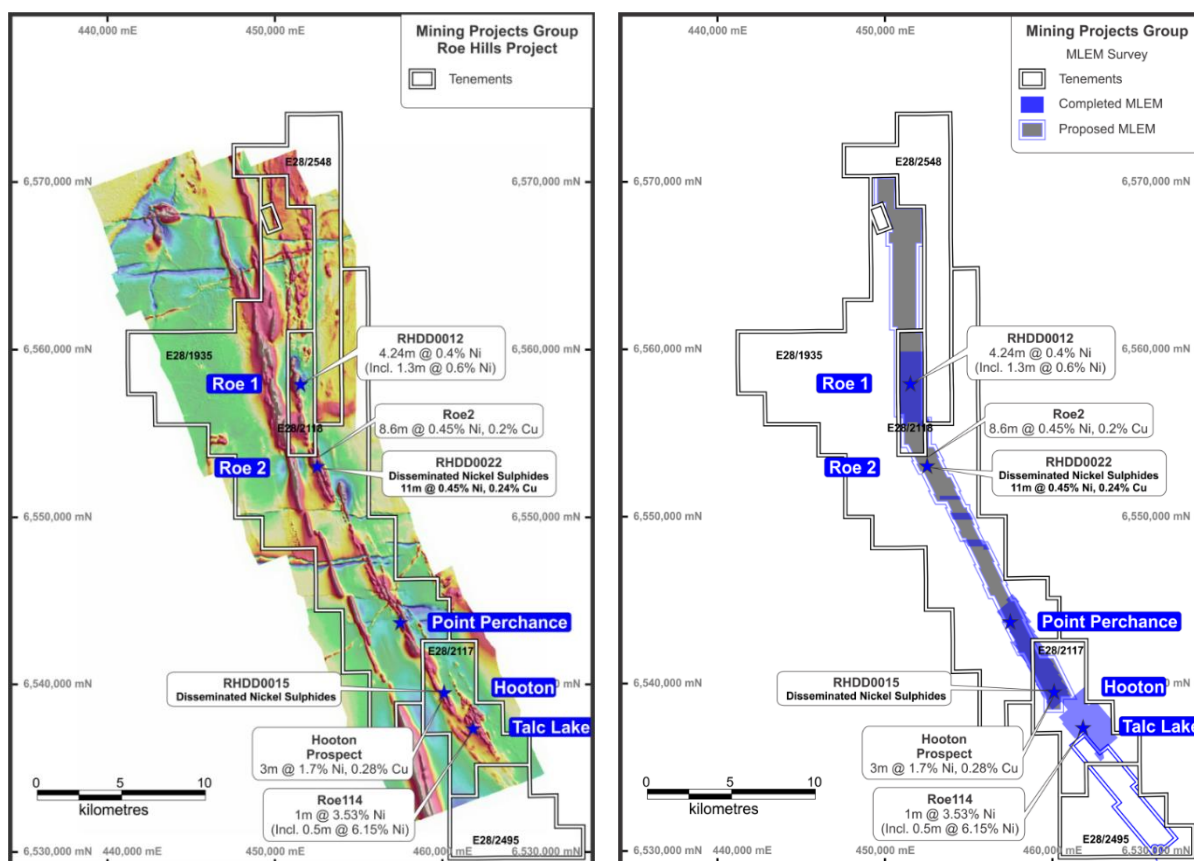 440,000 mE
450,000 mE
Mining Projects Group
Roe Hills Project
Tenements
E28/2548
6,570,000 mN
6,570,000 mN
RHDD0012
4.24m @ 0.4% Ni
(Incl. 1.3m @ 0.6% Ni)
6,560,000 mN
6,560,000 mN
E28/1935
Roe 1
Roe2
8.6m @ 0.45% Ni, 0.2% Cu
E28/2118
Roe 2
RHDD0022
Disseminated Nickel Sulphides
11m @ 0.45% Ni, 0.24% Cu
6,550,000 mN
6,550,000 mN
Point Perchance
E28/2117
RHDD0015
Disseminated Nickel Sulphides
6,540,000 mN
Hooton
Talc Lake
Hooton
Prospect
3m @ 1.7% Ni, 0.28% Cu
0 5 10
kilometres
Roe114
1m @ 3.53% Ni
(Incl. 0.5m @ 6.15% Ni)
E28/2495
6,530,000 mN
440,000 mE
450,000 mE
460,000 mE
6,530,000 mN
440,000 mE
450,000 mE
Mining Projects Group
MLEM Survey
Tenements
Completed MLEM
Proposed MLEM
E28/2548
6,570,000 mN
6,570,000 mN
RHDD0012
4.24m @ 0.4% Ni
(Incl. 1.3m @ 0.6% Ni)
6,560,000 mN
6,560,000 mN
E28/1935
Roe 1
Roe2
8.6m @ 0.45% Ni, 0.2% Cu
E28/2118
Roe 2
RHDD0022
Disseminated Nickel Sulphides
11m @ 0.45% Ni, 0.24% Cu
6,550,000 mN
6,550,000 mN
Point Perchance
E28/2117
RHDD0015
Disseminated Nickel Sulphides
6,540,000 mN
Hooton
Talc Lake
Hooton
Prospect
3m @ 1.7% Ni, 0.28% Cu
0 5 10
kilometres
Roe114
1m @ 3.53% Ni
(Incl. 0.5m @ 6.15% Ni)
E28/2495
6,530,000 mN
440,000 mE
450,000 mE
460,000 mE
6,530,000 mN